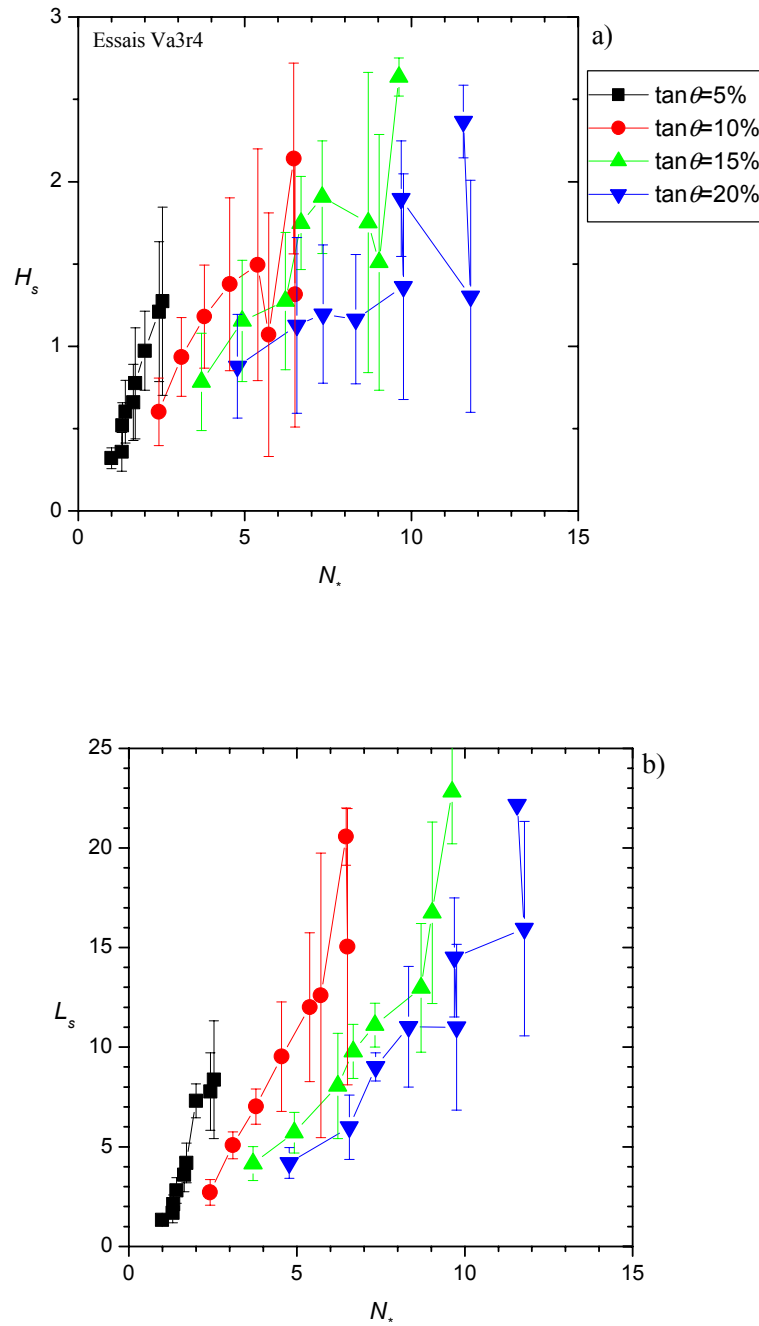 Essais Va3r4
a)
tanθ=5%
tanθ=10%
tanθ=15%
tanθ=20%
3
2
1
0
H_s
0 5 10 15
N_*
b)
25
20
15
10
5
0
L_s
0 5 10 15
N_*